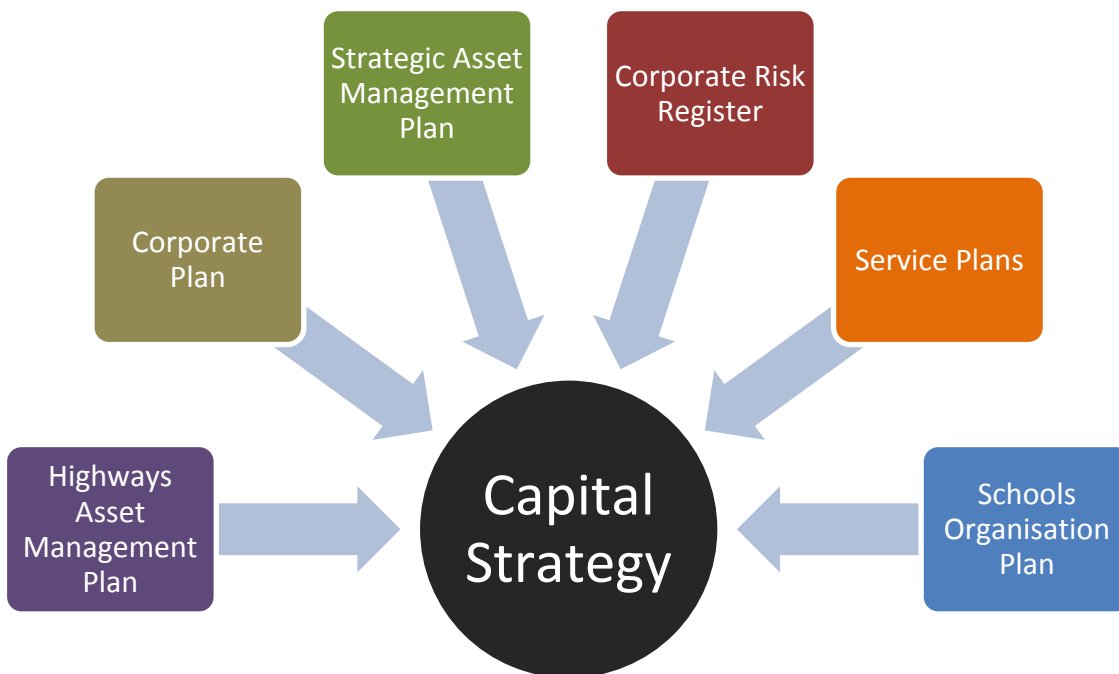 Strategic Asset
Management
Plan
Corporate Risk
Register
Corporate
Plan
Service Plans
Highways
Asset
Management
Plan
Capital
Strategy
Schools
Organisation
Plan